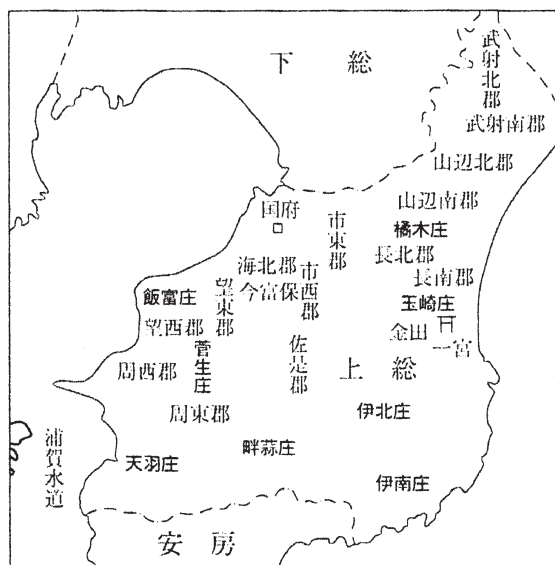 下総
武射北郡
武射南郡
山辺北郡
山辺南郡
国府
市東郡
橘木庄
長北郡
海北郡
今富保
市西郡
望東郡
長南郡
飯富庄
玉崎庄
望西郡
金田
一宮
菅生庄
佐是郡
周西郡
上総
周東郡
伊北庄
畔蒜庄
浦賀水道
天羽庄
伊南庄
安房